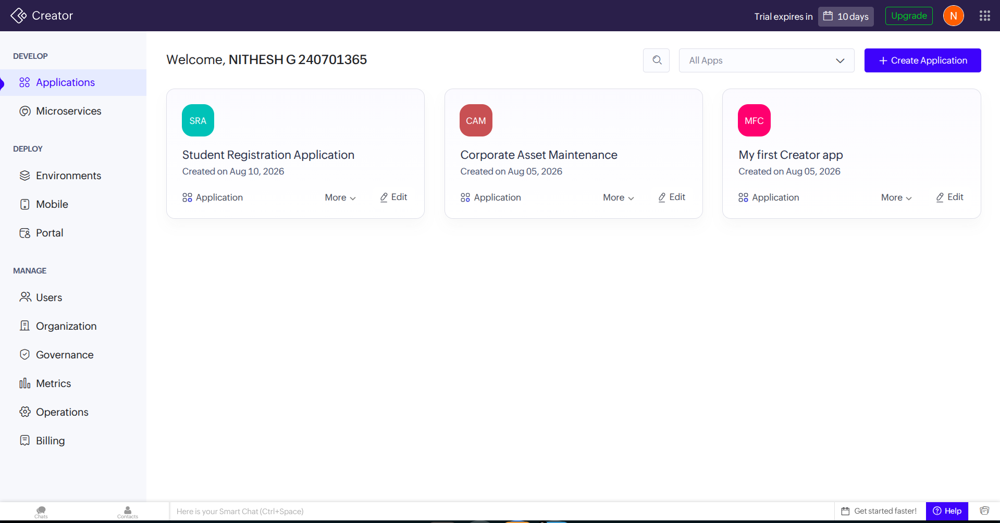 Creator
Trial expires in 10 days Upgrade N
DEVELOP
Applications
Microservices
DEPLOY
Environments
Mobile
Portal
MANAGE
Users
Organization
Governance
Metrics
Operations
Billing
Welcome, NITHESH G 240701365
All Apps
+ Create Application
SRA
Student Registration Application
Created on Aug 10, 2026
Application More Edit
CAM
Corporate Asset Maintenance
Created on Aug 05, 2026
Application More Edit
MFC
My first Creator app
Created on Aug 05, 2026
Application More Edit
Chats
Contacts
Here is your Smart Chat (Ctrl+Space)
Get started faster!
Help